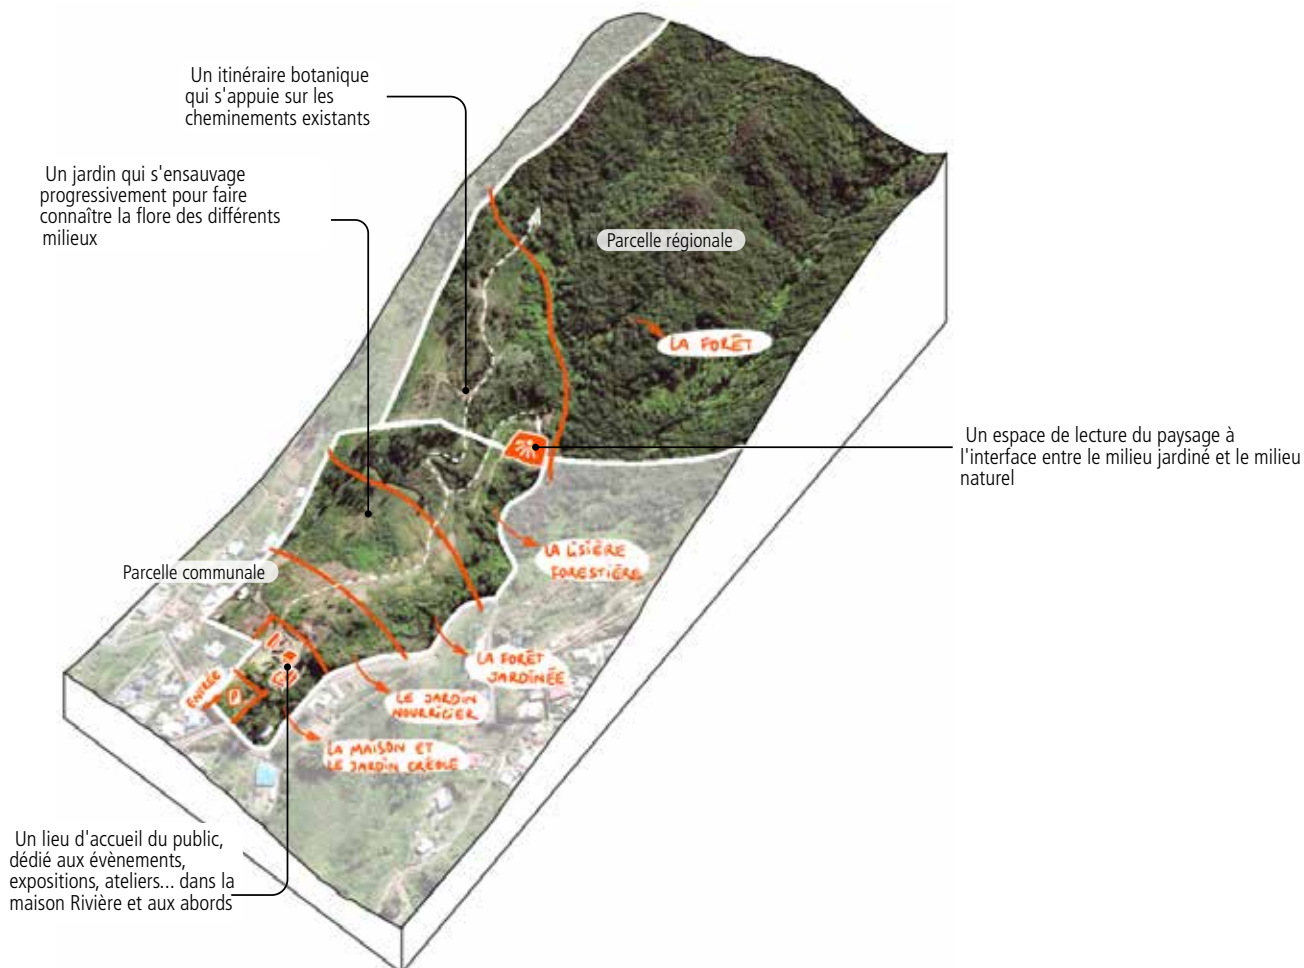 Un itinéraire botanique
qui s'appuie sur les
cheminements existants
Un jardin qui s'ensauvage
progressivement pour faire
connaître la flore des différents
milieux
Parcelle régionale
LA FORÊT
Un espace de lecture du paysage à
l'interface entre le milieu jardiné et le milieu
naturel
LA LISIÈRE
FORESTIÈRE
Parcelle communale
LA FORÊT
JARDINÉE
ENTRÉE
LE JARDIN
NOURRICIER
LA MAISON ET
LE JARDIN CRÉOLE
Un lieu d'accueil du public,
dédié aux évènements,
expositions, ateliers... dans la
maison Rivière et aux abords